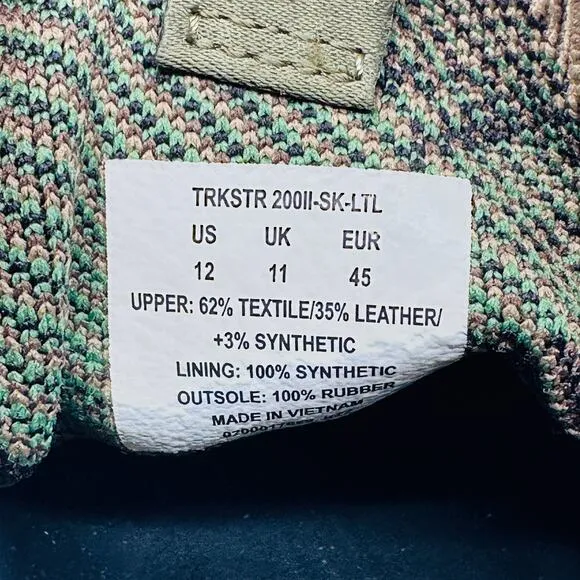 TRKSTR 200II-SK-LTL
US UK EUR
12 11 45
UPPER: 62% TEXTILE/35% LEATHER/
+3% SYNTHETIC
LINING: 100% SYNTHETIC
OUTSOLE: 100% RUBBER
MADE IN VIETNAM